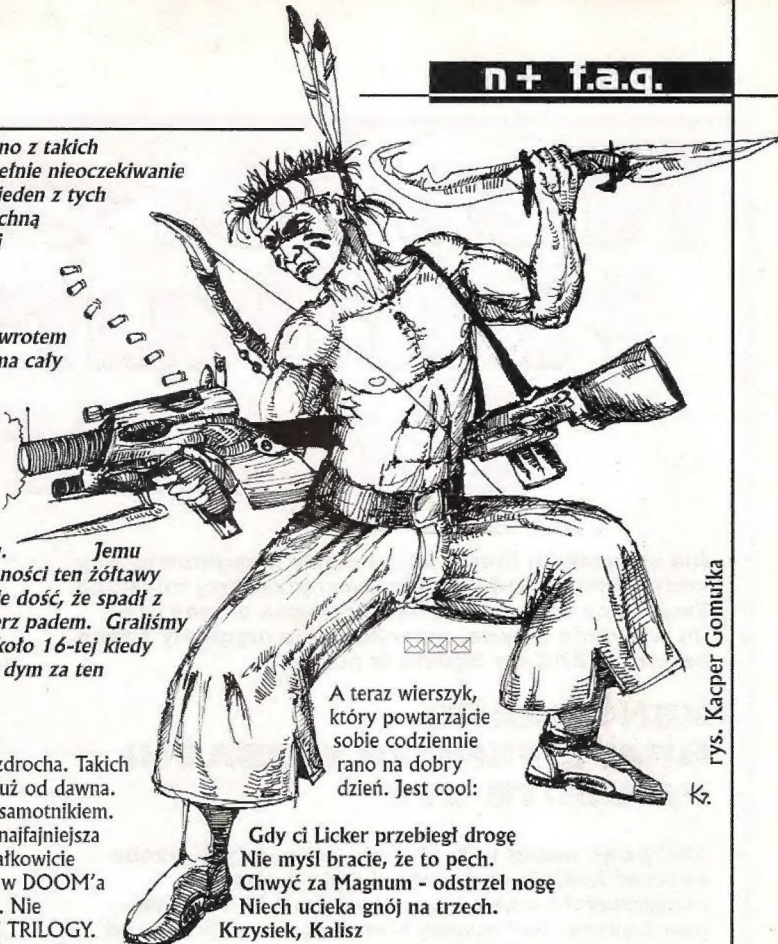 n + f.a.q.
no z takich
ełnie nieoczekiwanie
jeden z tych
chną
i
wrotem
ma cały
Jemu
ności ten żółtawy
ie dość, że spadł z
orz padem. Graliśmy
koło 16-tej kiedy
dym za ten
zdrocha. Takich
uż od dawna.
samotnikiem.
najfajniejsza
ałkowicie
w DOOM'a
. Nie
TRILOGY.
A teraz wierszyk,
który powtarzajcie
sobie codziennie
rano na dobry
dzień. Jest cool:
Gdy ci Licker przebiegł drogę
Nie myśl bracie, że to pech.
Chwyć za Magnum - odstrzel nogę
Niech ucieka gnój na trzech.
Krzysiek, Kalisz
rys. Kacper Gomułka